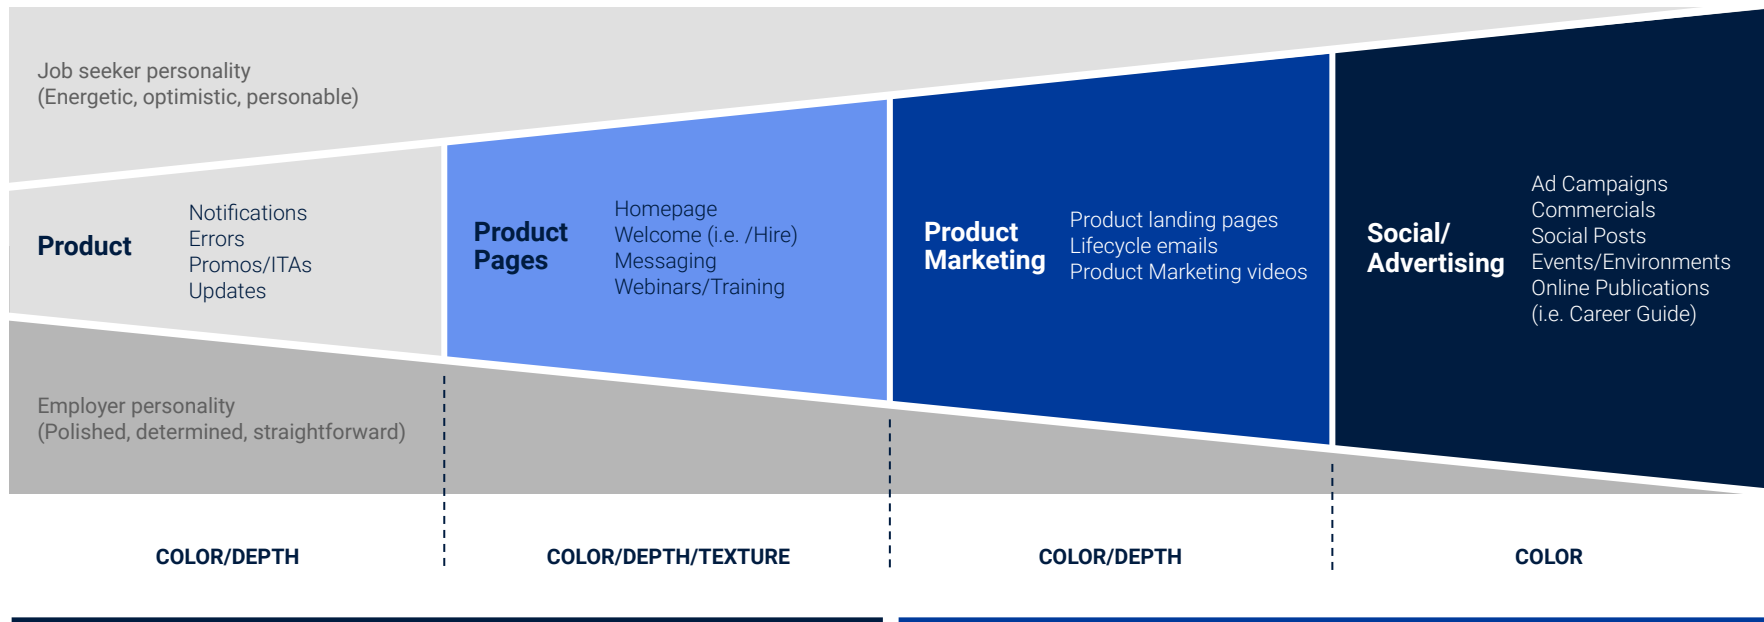 Job seeker personality
(Energetic, optimistic, personable)
Product
Notifications
Errors
Promos/ITAs
Updates
Product
Pages
Homepage
Welcome (i.e. /Hire)
Messaging
Webinars/Training
Product
Marketing
Product landing pages
Lifecycle emails
Product Marketing videos
Social/
Advertising
Ad Campaigns
Commercials
Social Posts
Events/Environments
Online Publications
(i.e. Career Guide)
Employer personality
(Polished, determined, straightforward)
COLOR/DEPTH
COLOR/DEPTH/TEXTURE
COLOR/DEPTH
COLOR